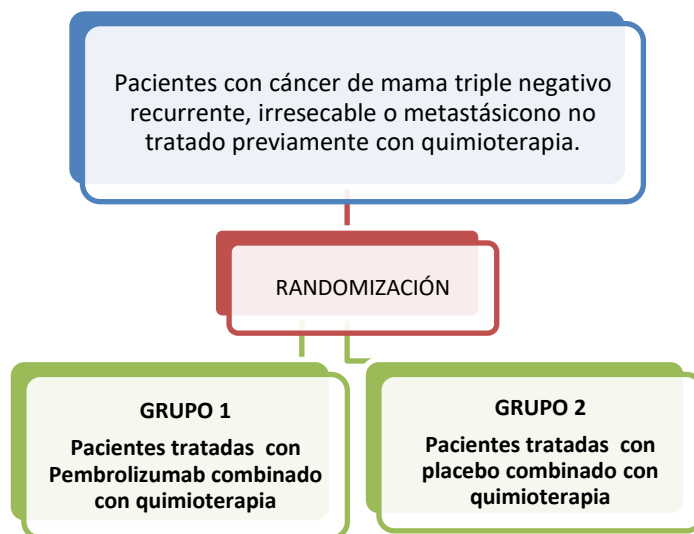 Pacientes con cáncer de mama triple negativo
recurrente, irresecable o metastásicono no
tratado previamente con quimioterapia.
RANDOMIZACIÓN
GRUPO 1
Pacientes tratadas con
Pembrolizumab combinado
con quimioterapia
GRUPO 2
Pacientes tratadas con
placebo combinado con
quimioterapia